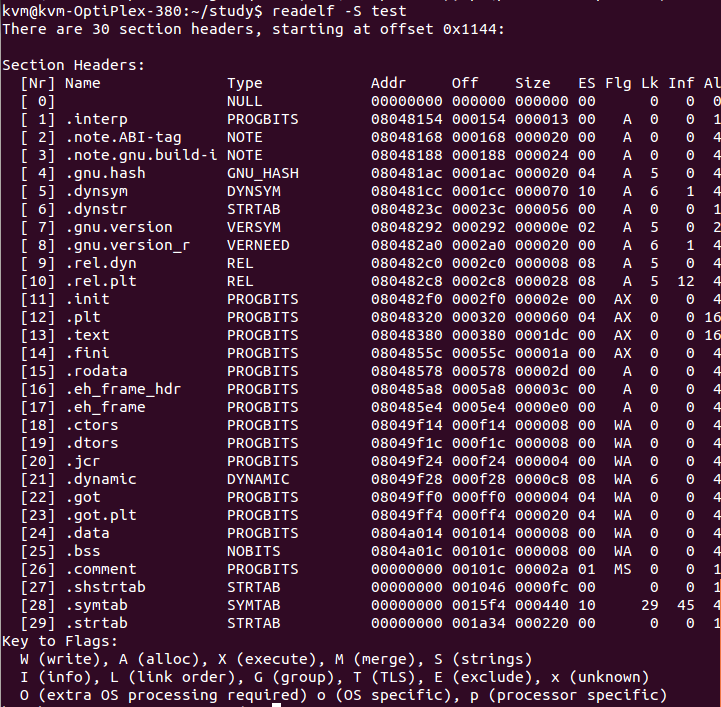 kvm@kvm-OptiPlex-380:~/study$ readelf -S test
There are 30 section headers, starting at offset 0x1144:

Section Headers:
  [Nr] Name              Type            Addr     Off    Size   ES Flg Lk Inf Al
  [ 0]                   NULL            00000000 000000 000000 00      0   0  0
  [ 1] .interp           PROGBITS        08048154 000154 000013 00   A  0   0  1
  [ 2] .note.ABI-tag     NOTE            08048168 000168 000020 00   A  0   0  4
  [ 3] .note.gnu.build-i NOTE            08048188 000188 000024 00   A  0   0  4
  [ 4] .gnu.hash         GNU_HASH        080481ac 0001ac 000020 04   A  5   0  4
  [ 5] .dynsym           DYNSYM          080481cc 0001cc 000070 10   A  6   1  4
  [ 6] .dynstr           STRTAB          0804823c 00023c 000056 00   A  0   0  1
  [ 7] .gnu.version      VERSYM          08048292 000292 00000e 02   A  5   0  2
  [ 8] .gnu.version_r    VERNEED         080482a0 0002a0 000020 00   A  6   1  4
  [ 9] .rel.dyn          REL             080482c0 0002c0 000008 08   A  5   0  4
  [10] .rel.plt          REL             080482c8 0002c8 000028 08   A  5  12  4
  [11] .init             PROGBITS        080482f0 0002f0 00002e 00  AX  0   0  4
  [12] .plt              PROGBITS        08048320 000320 000060 04  AX  0   0 16
  [13] .text             PROGBITS        08048380 000380 0001dc 00  AX  0   0 16
  [14] .fini             PROGBITS        0804855c 00055c 00001a 00  AX  0   0  4
  [15] .rodata           PROGBITS        08048578 000578 00002d 00   A  0   0  4
  [16] .eh_frame_hdr     PROGBITS        080485a8 0005a8 00003c 00   A  0   0  4
  [17] .eh_frame         PROGBITS        080485e4 0005e4 0000e0 00   A  0   0  4
  [18] .ctors            PROGBITS        08049f14 000f14 000008 00  WA  0   0  4
  [19] .dtors            PROGBITS        08049f1c 000f1c 000008 00  WA  0   0  4
  [20] .jcr              PROGBITS        08049f24 000f24 000004 00  WA  0   0  4
  [21] .dynamic          DYNAMIC         08049f28 000f28 0000c8 08  WA  6   0  4
  [22] .got              PROGBITS        08049ff0 000ff0 000004 04  WA  0   0  4
  [23] .got.plt          PROGBITS        08049ff4 000ff4 000020 04  WA  0   0  4
  [24] .data             PROGBITS        0804a014 001014 000008 00  WA  0   0  4
  [25] .bss              NOBITS          0804a01c 00101c 000008 00  WA  0   0  4
  [26] .comment          PROGBITS        00000000 00101c 00002a 01  MS  0   0  1
  [27] .shstrtab         STRTAB          00000000 001046 0000fc 00      0   0  1
  [28] .symtab           SYMTAB          00000000 0015f4 000440 10     29  45  4
  [29] .strtab           STRTAB          00000000 001a34 000220 00      0   0  1
Key to Flags:
  W (write), A (alloc), X (execute), M (merge), S (strings)
  I (info), L (link order), G (group), T (TLS), E (exclude), x (unknown)
  O (extra OS processing required) o (OS specific), p (processor specific)